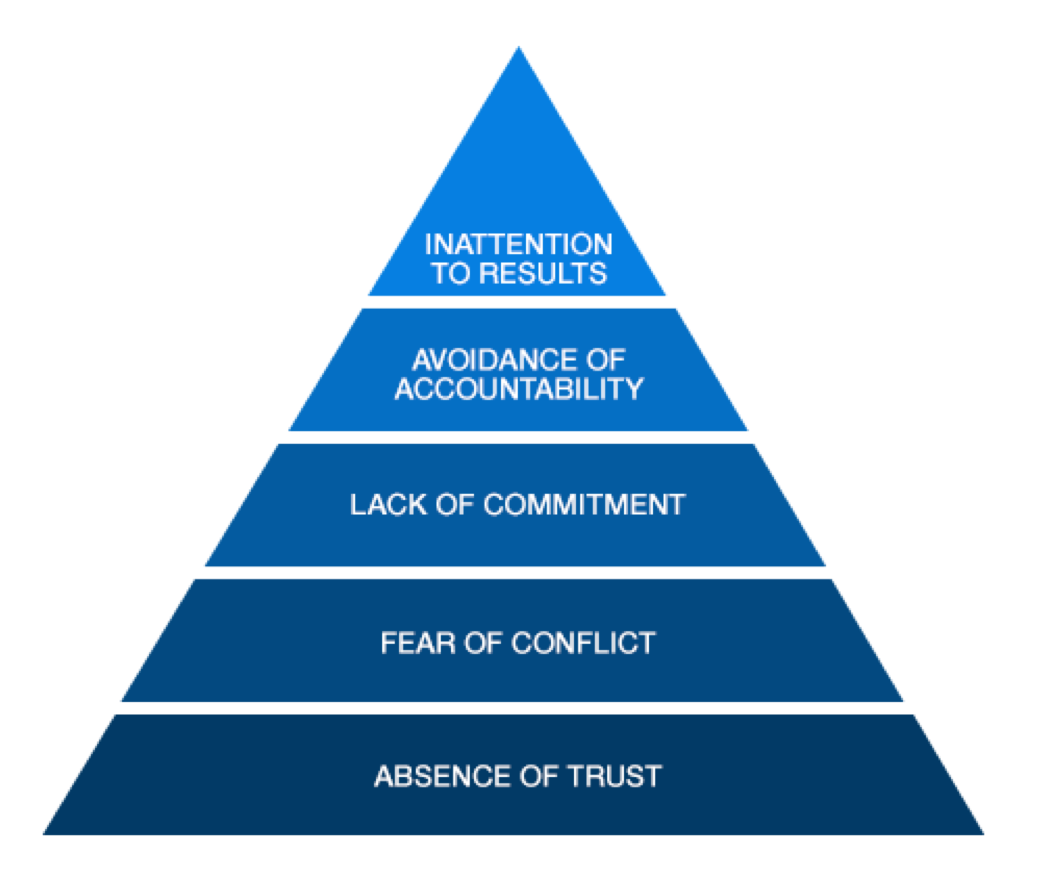 INATTENTION
TO RESULTS
AVOIDANCE OF
ACCOUNTABILITY
LACK OF COMMITMENT
FEAR OF CONFLICT
ABSENCE OF TRUST